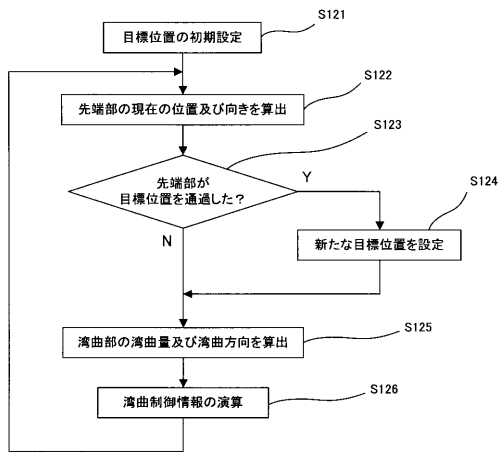 S121
目標位置の初期設定
S122
先端部の現在の位置及び向きを算出
S123
先端部が
目標位置を通過した?
Y
S124
新たな目標位置を設定
N
S125
湾曲部の湾曲量及び湾曲方向を算出
S126
湾曲制御情報の演算